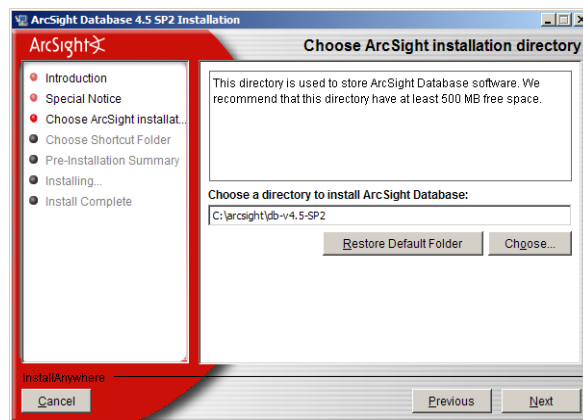 ArcSight Database 4.5 SP2 Installation
ArcSight
Choose ArcSight installation directory
Introduction
Special Notice
Choose ArcSight installat...
Choose Shortcut Folder
Pre-Installation Summary
Installing...
Install Complete
This directory is used to store ArcSight Database software. We
recommend that this directory have at least 500 MB free space.
Choose a directory to install ArcSight Database:
C:\arcsight\db-v4.5-SP2
Restore Default Folder
Choose...
InstallAnywhere
Cancel
Previous
Next